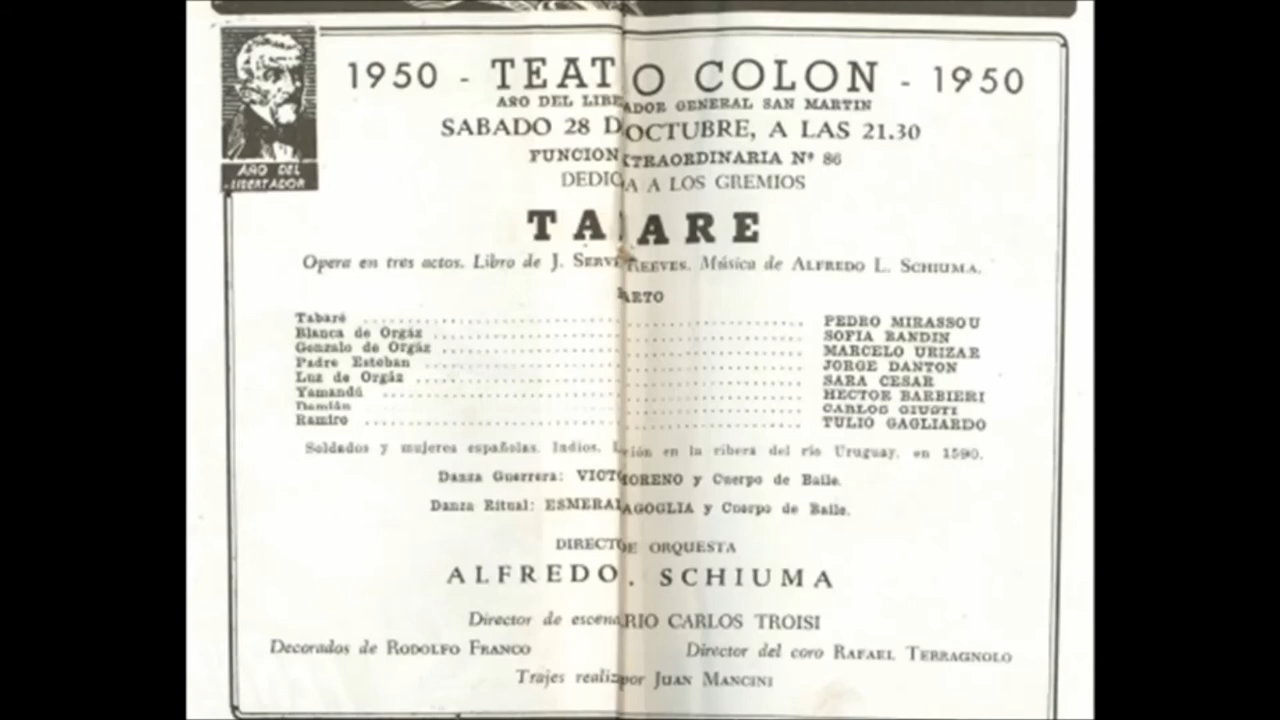 AÑO DEL
LIBERTADOR
1950 - TEAT O COLON - 1950
AÑO DEL LIBE ADOR GENERAL SAN MARTIN
SABADO 28 D OCTUBRE, A LAS 21.30
FUNCION XTRAORDINARIA Nº 86
DEDIC A A LOS GREMIOS
TABARE
Opera en tres actos. Libro de J. SERV REEVES. Música de ALFREDO L. SCHIUMA.
ARTO
Tabaré PEDRO MIRASSOU
Blanca de Orgáz SOFIA BANDIN
Gonzalo de Orgáz MARCELO URIZAR
Padre Esteban JORGE DANTON
Luz de Orgáz SARA CESAR
Yamandú HECTOR BARBIERI
Damián CARLOS GIUSTI
Ramiro TULIO GAGLIARDO
Soldados y mujeres españolas. Indios. ión en la ribera del río Uruguay, en 1590.
Danza Guerrera: VICT MORENO y Cuerpo de Baile.
Danza Ritual: ESMERAL AGOGLIA y Cuerpo de Baile.
DIRECT DE ORQUESTA
ALFREDO . SCHIUMA
Director de escena RIO CARLOS TROISI
Decorados de RODOLFO FRANCO Director del coro RAFAEL TERRAGNOLO
Trajes realiz por JUAN MANCINI